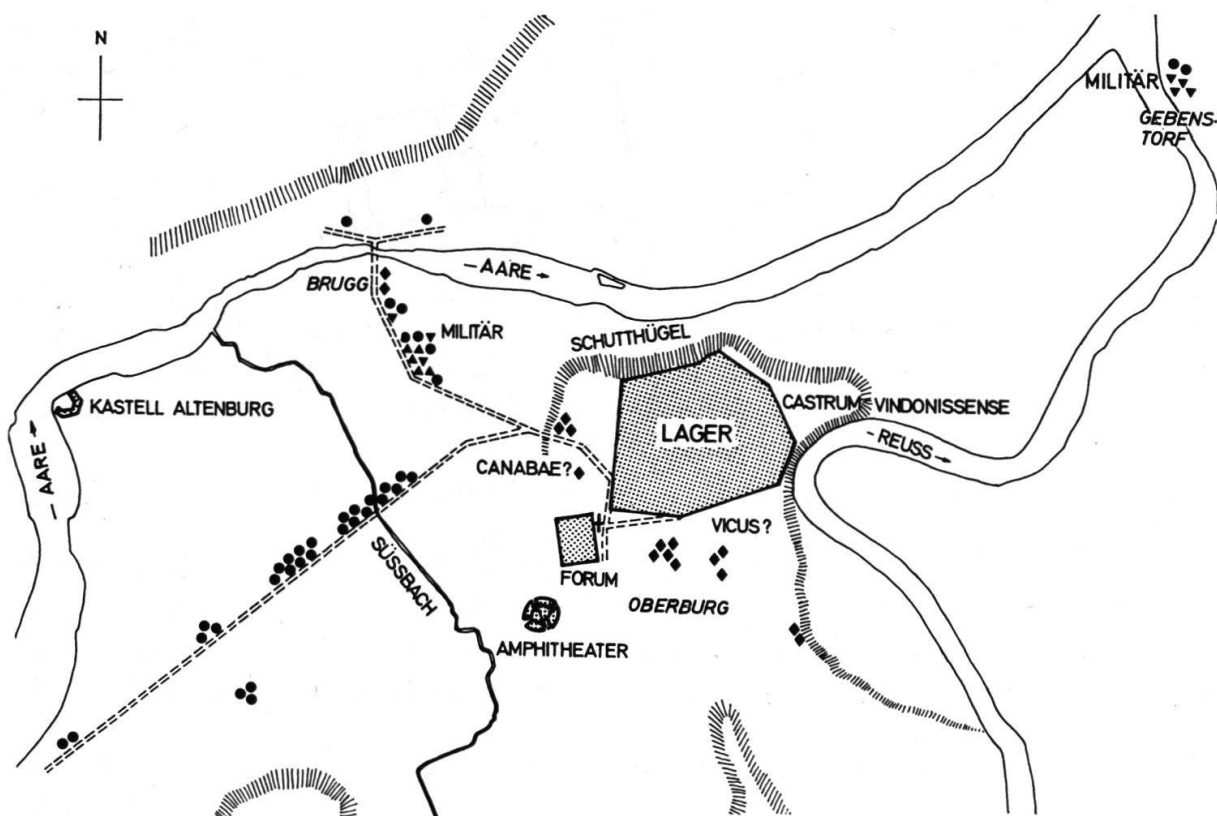 N
MILITÄR
GEBENS-
TORF
BRUGG
– AARE →
MILITÄR
SCHUTTHÜGEL
KASTELL ALTENBURG
CASTRUM VINDONISSENSE
LAGER
– REUSS →
– AARE →
CANABAE?
VICUS?
SÜSSBACH
FORUM
OBERBURG
AMPHITHEATER